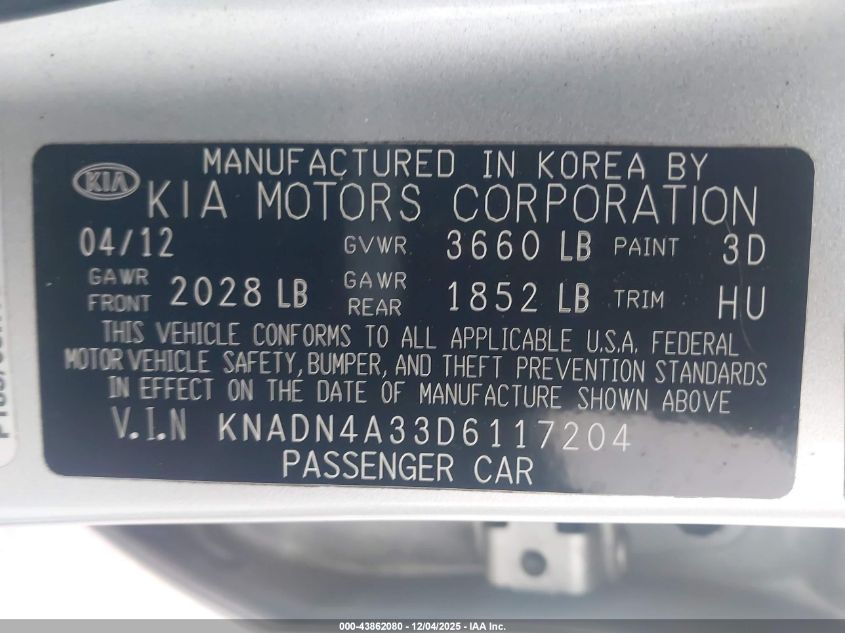 MANUFACTURED IN KOREA BY
KIA KIA MOTORS CORPORATION
04/12 GVWR 3660 LB PAINT 3D
GAWR FRONT 2028 LB GAWR REAR 1852 LB TRIM HU
THIS VEHICLE CONFORMS TO ALL APPLICABLE U.S.A. FEDERAL
MOTOR VEHICLE SAFETY, BUMPER, AND THEFT PREVENTION STANDARDS
IN EFFECT ON THE DATE OF MANUFACTURE SHOWN ABOVE
V.I.N KNADN4A33D6117204
PASSENGER CAR
000-43862080 - 12/04/2025 - IAA Inc.